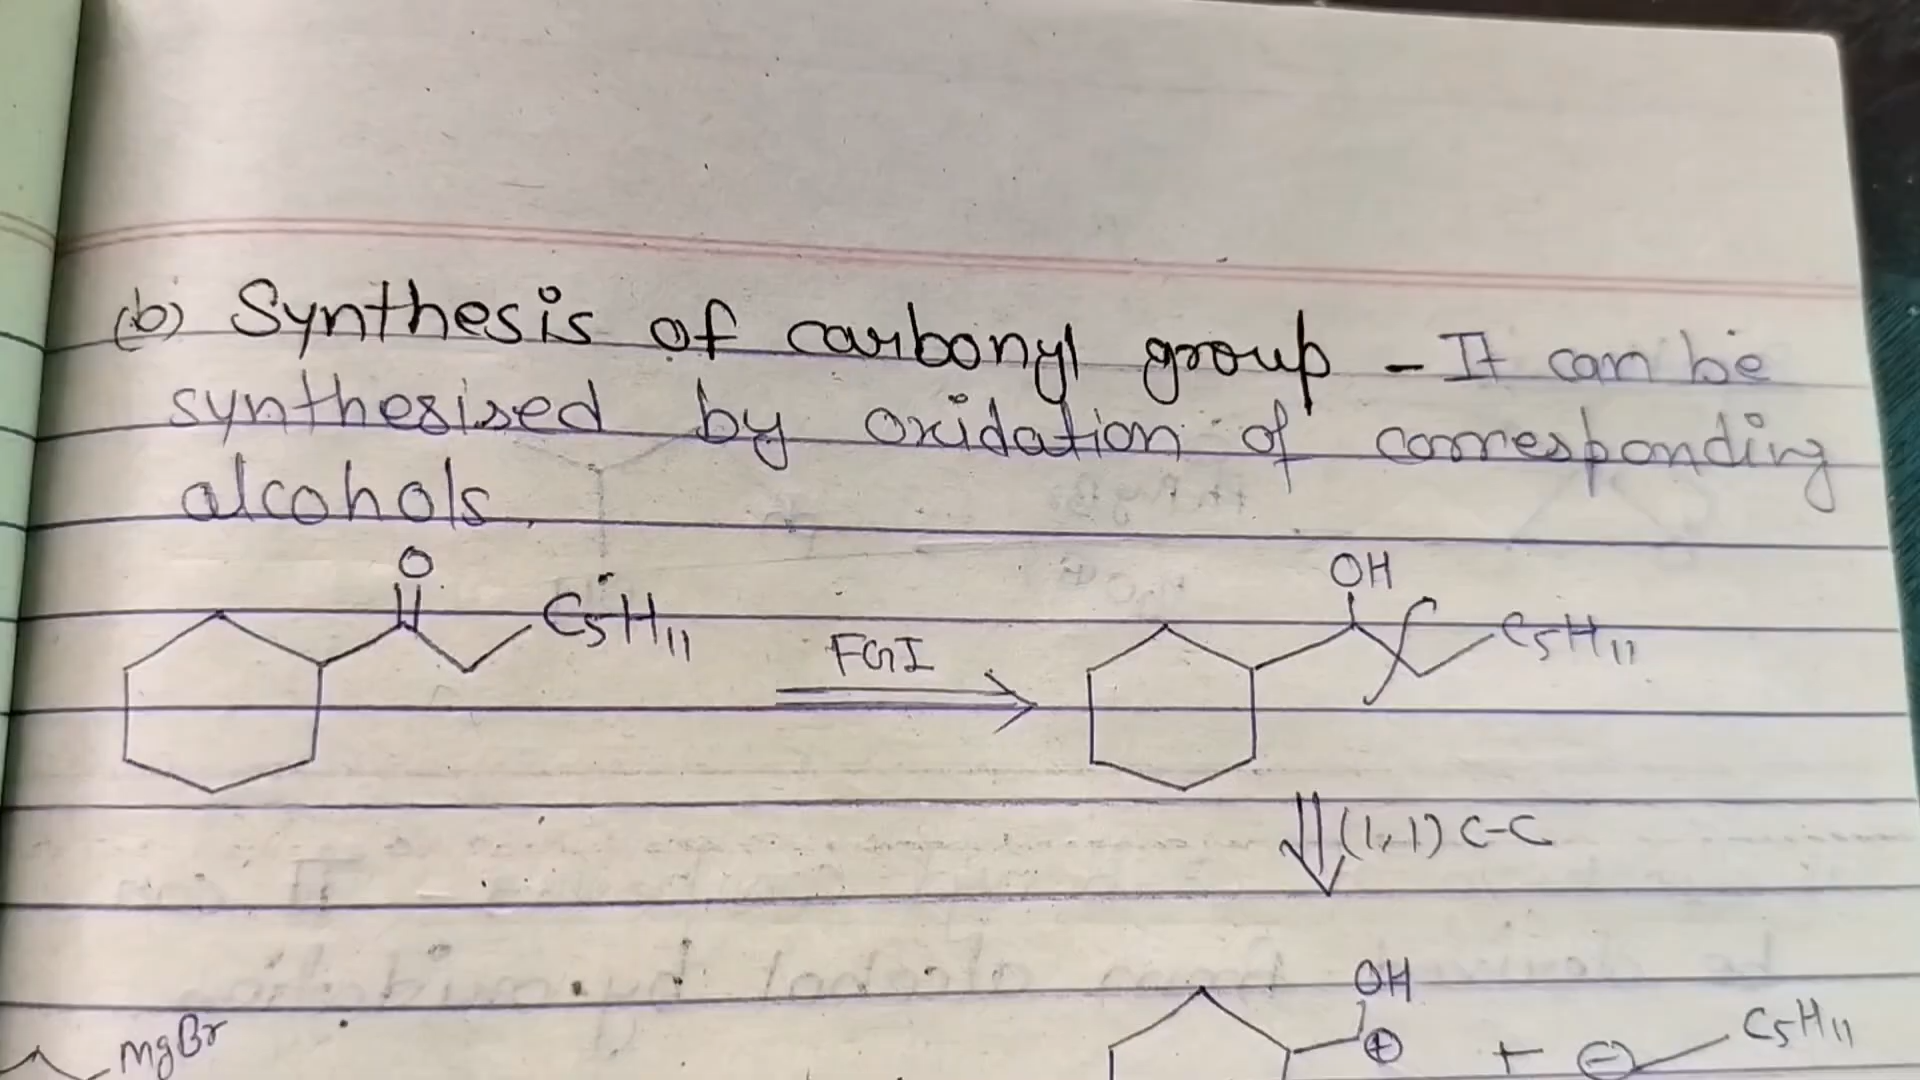 (b) Synthesis of carbonyl group - It can be
synthesised by oxidation of corresponding
alcohols.
O
C5H11
FGI
OH
C5H11
(1,1) C-C
OH
⊕ + ⊖ C5H11
MgBr